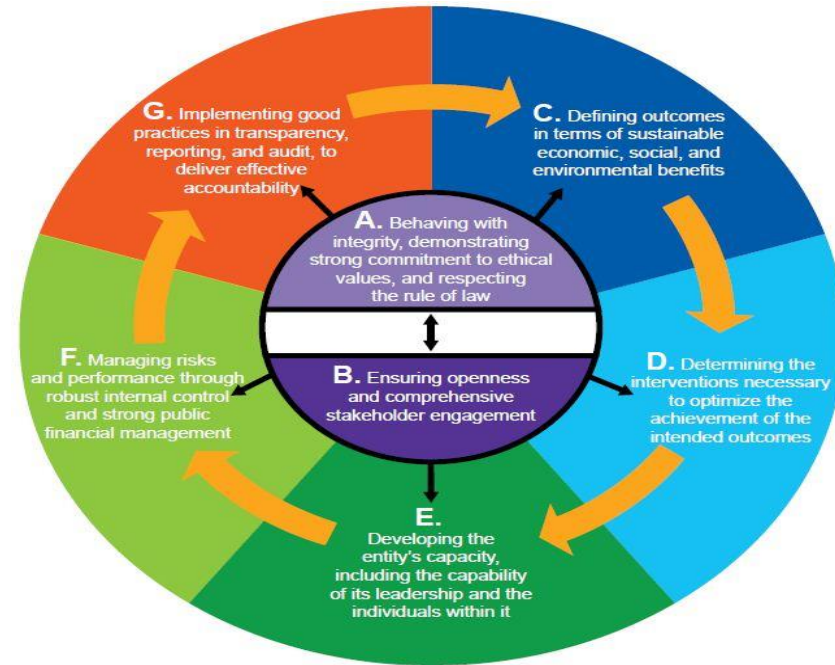 A. Behaving with
integrity, demonstrating
strong commitment to ethical
values, and respecting
the rule of law
B. Ensuring openness
and comprehensive
stakeholder engagement
C. Defining outcomes
in terms of sustainable
economic, social, and
environmental benefits
D. Determining the
interventions necessary
to optimize the
achievement of the
intended outcomes
E.
Developing the
entity's capacity,
including the capability
of its leadership and the
individuals within it
F. Managing risks
and performance through
robust internal control
and strong public
financial management
G. Implementing good
practices in transparency,
reporting, and audit, to
deliver effective
accountability